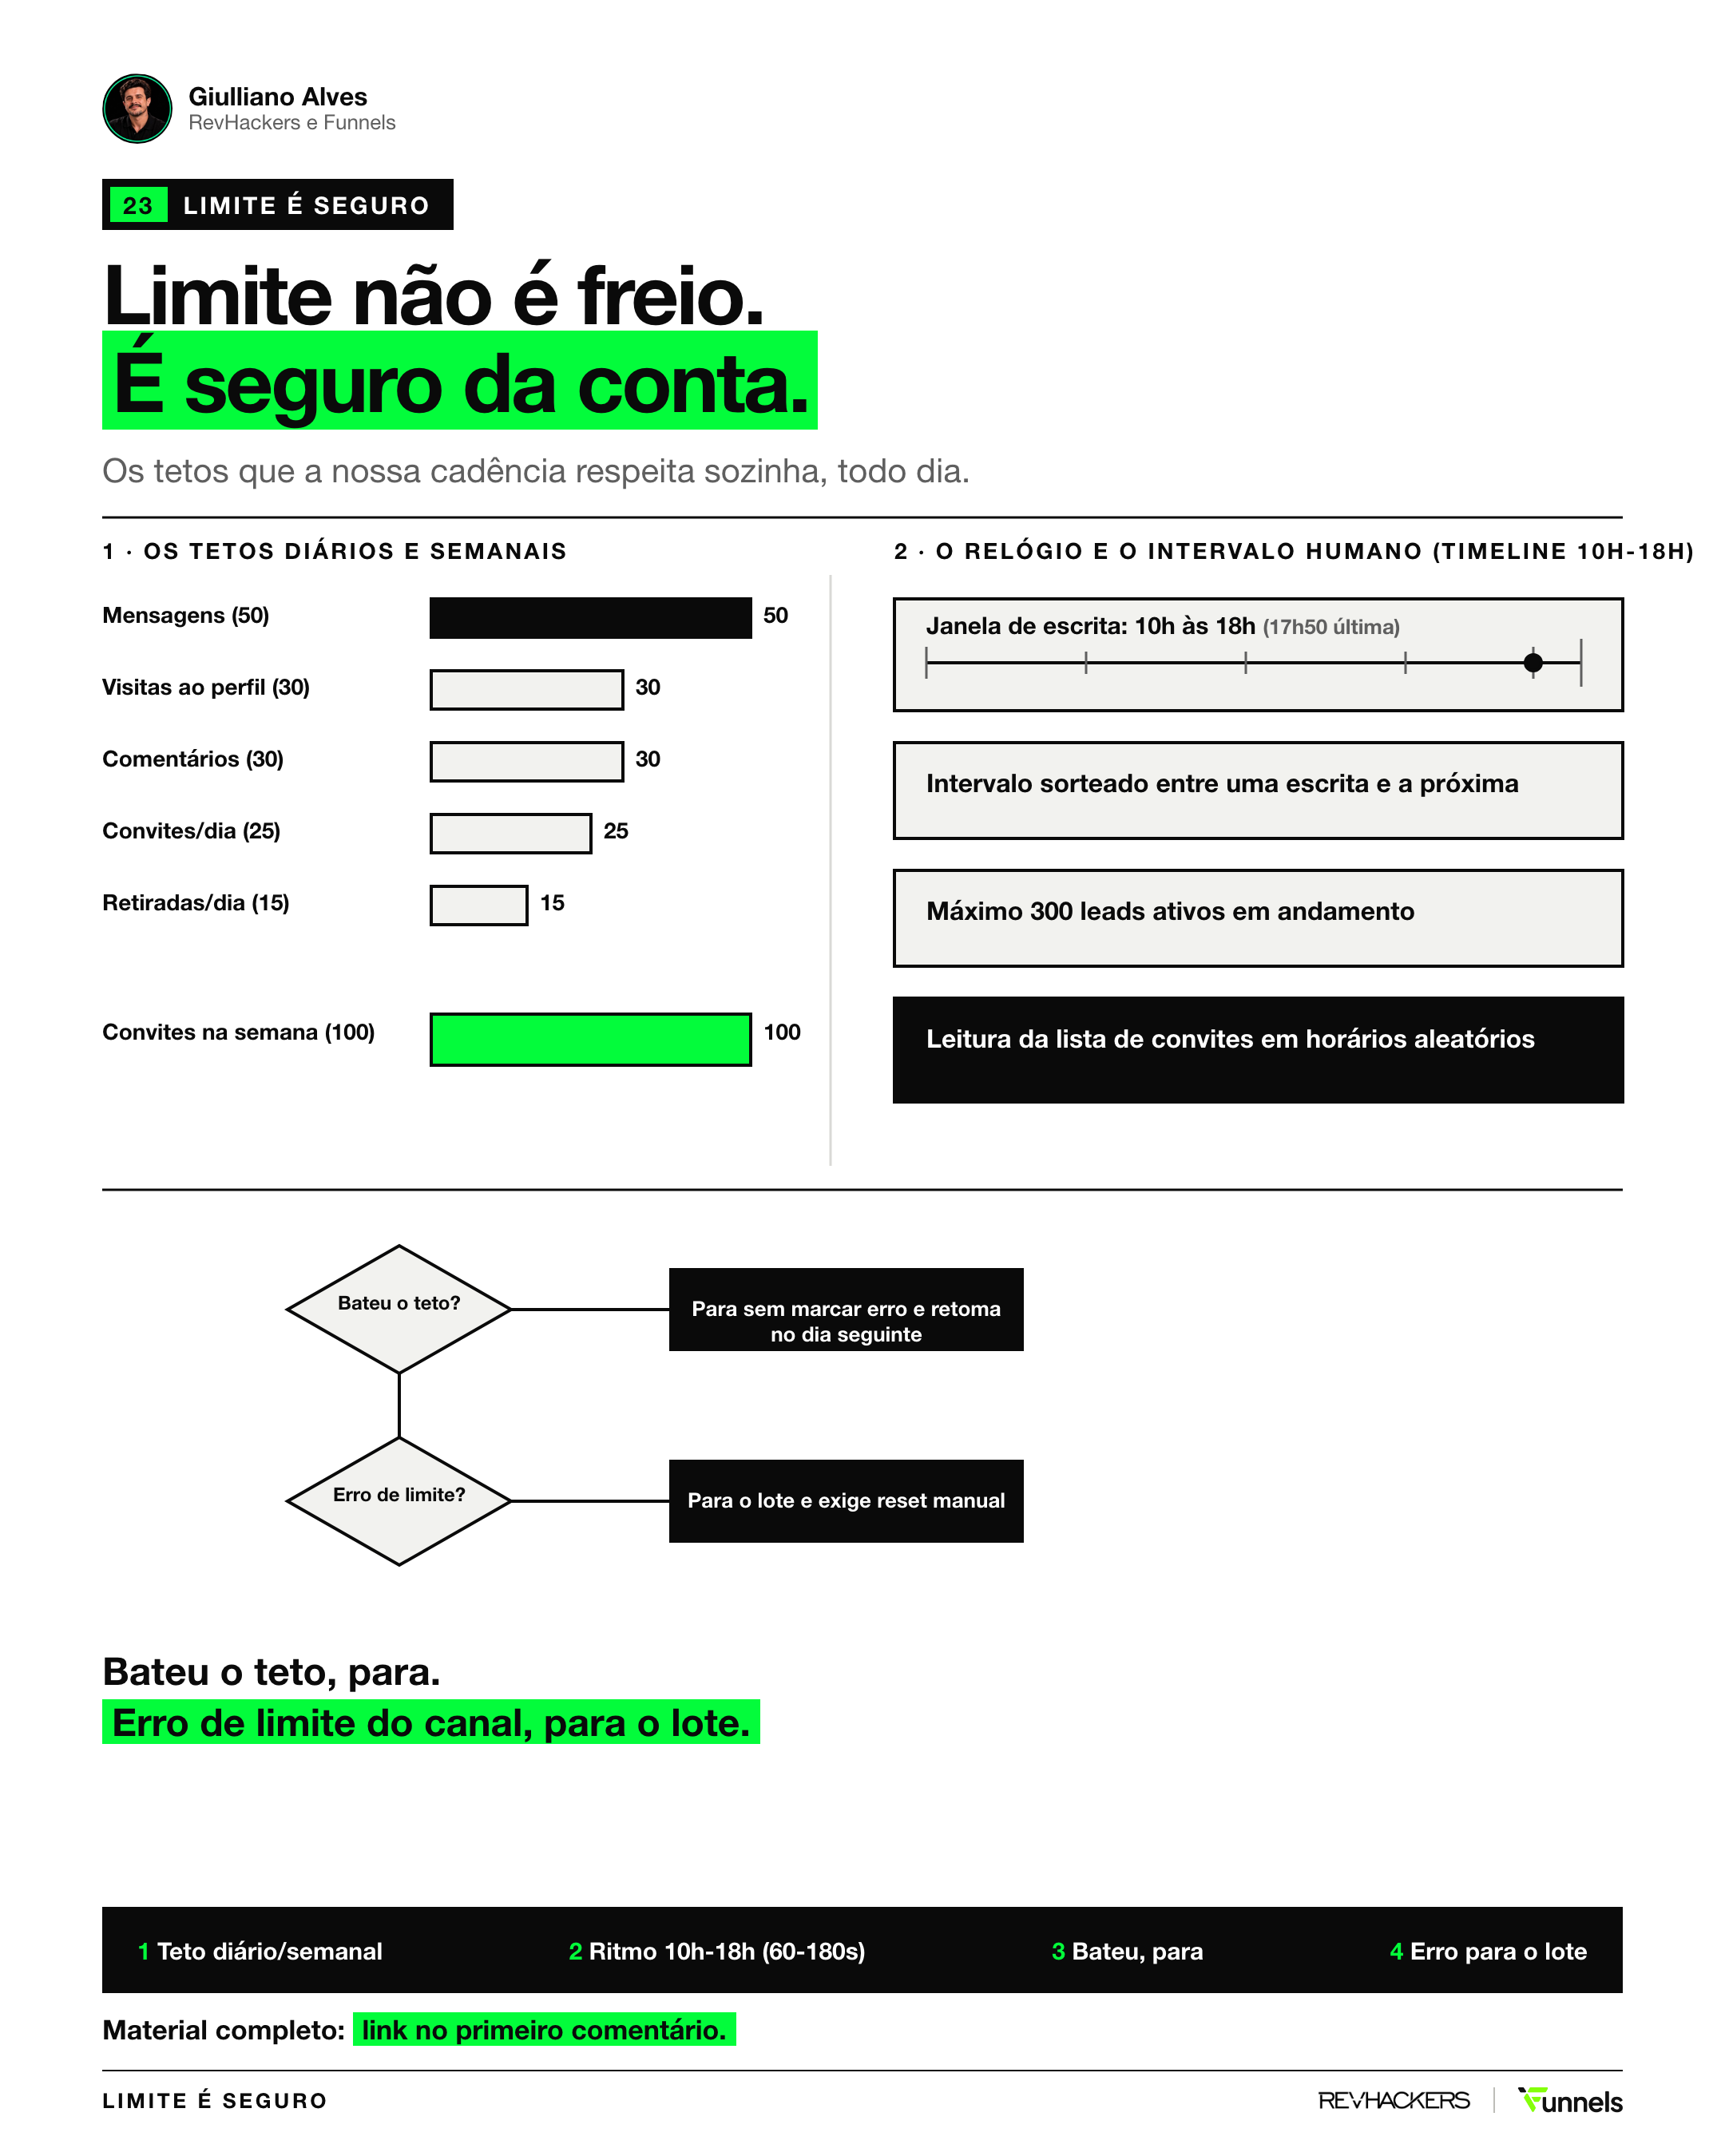 Giulliano Alves
RevHackers e Funnels
23 LIMITE É SEGURO
Limite não é freio.
É seguro da conta.
Os tetos que a nossa cadência respeita sozinha, todo dia.
1 · OS TETOS DIÁRIOS E SEMANAIS
Mensagens (50) 50
Visitas ao perfil (30) 30
Comentários (30) 30
Convites/dia (25) 25
Retiradas/dia (15) 15
Convites na semana (100) 100
2 · O RELÓGIO E O INTERVALO HUMANO (TIMELINE 10H-18H)
Janela de escrita: 10h às 18h (17h50 última)
Intervalo sorteado entre uma escrita e a próxima
Máximo 300 leads ativos em andamento
Leitura da lista de convites em horários aleatórios
Bateu o teto?
Para sem marcar erro e retoma
no dia seguinte
Erro de limite?
Para o lote e exige reset manual
Bateu o teto, para.
Erro de limite do canal, para o lote.
1 Teto diário/semanal
2 Ritmo 10h-18h (60-180s)
3 Bateu, para
4 Erro para o lote
Material completo: link no primeiro comentário.
LIMITE É SEGURO
REVHACKERS
Funnels